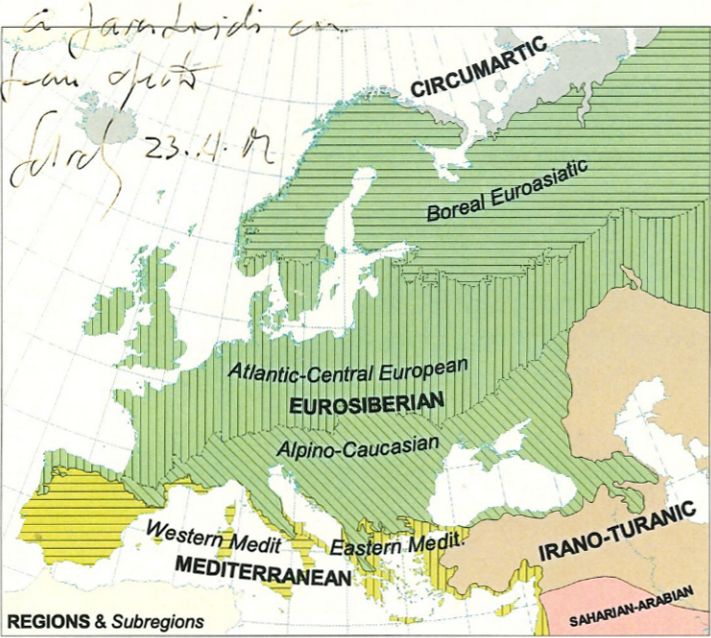 23.4.
CIRCUMARTIC
Boreal Euroasiatic
Atlantic-Central European
EUROSIBERIAN
Alpino-Caucasian
Western Medit
Eastern Medit.
MEDITERRANEAN
IRANO-TURANIC
SAHARIAN-ARABIAN
REGIONS & Subregions